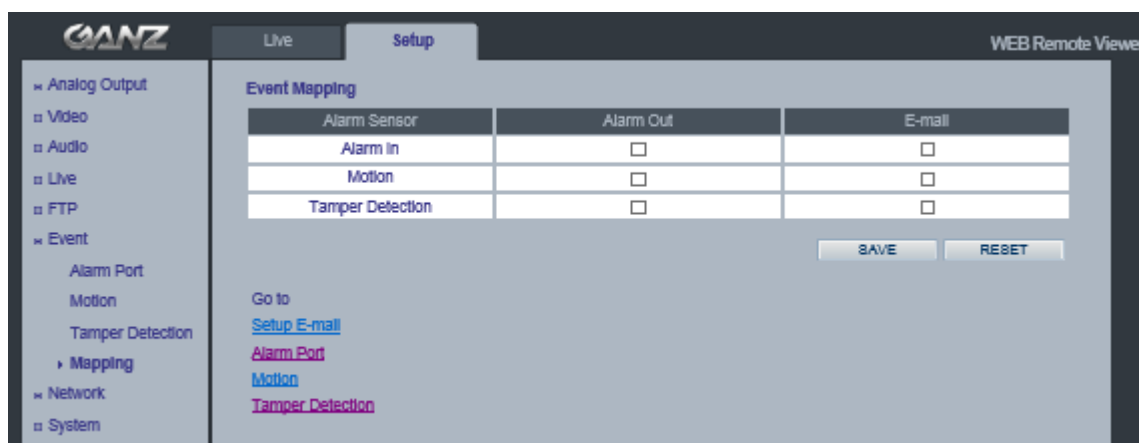 GANZ
Live
Setup
WEB Remote Viewe
Analog Output
Video
Audio
Live
FTP
Event
Alarm Port
Motion
Tamper Detection
Mapping
Network
System
Event Mapping
Alarm Sensor Alarm Out E-mail
Alarm In
Motion
Tamper Detection
SAVE RESET
Go to
Setup E-mail
Alarm Port
Motion
Tamper Detection